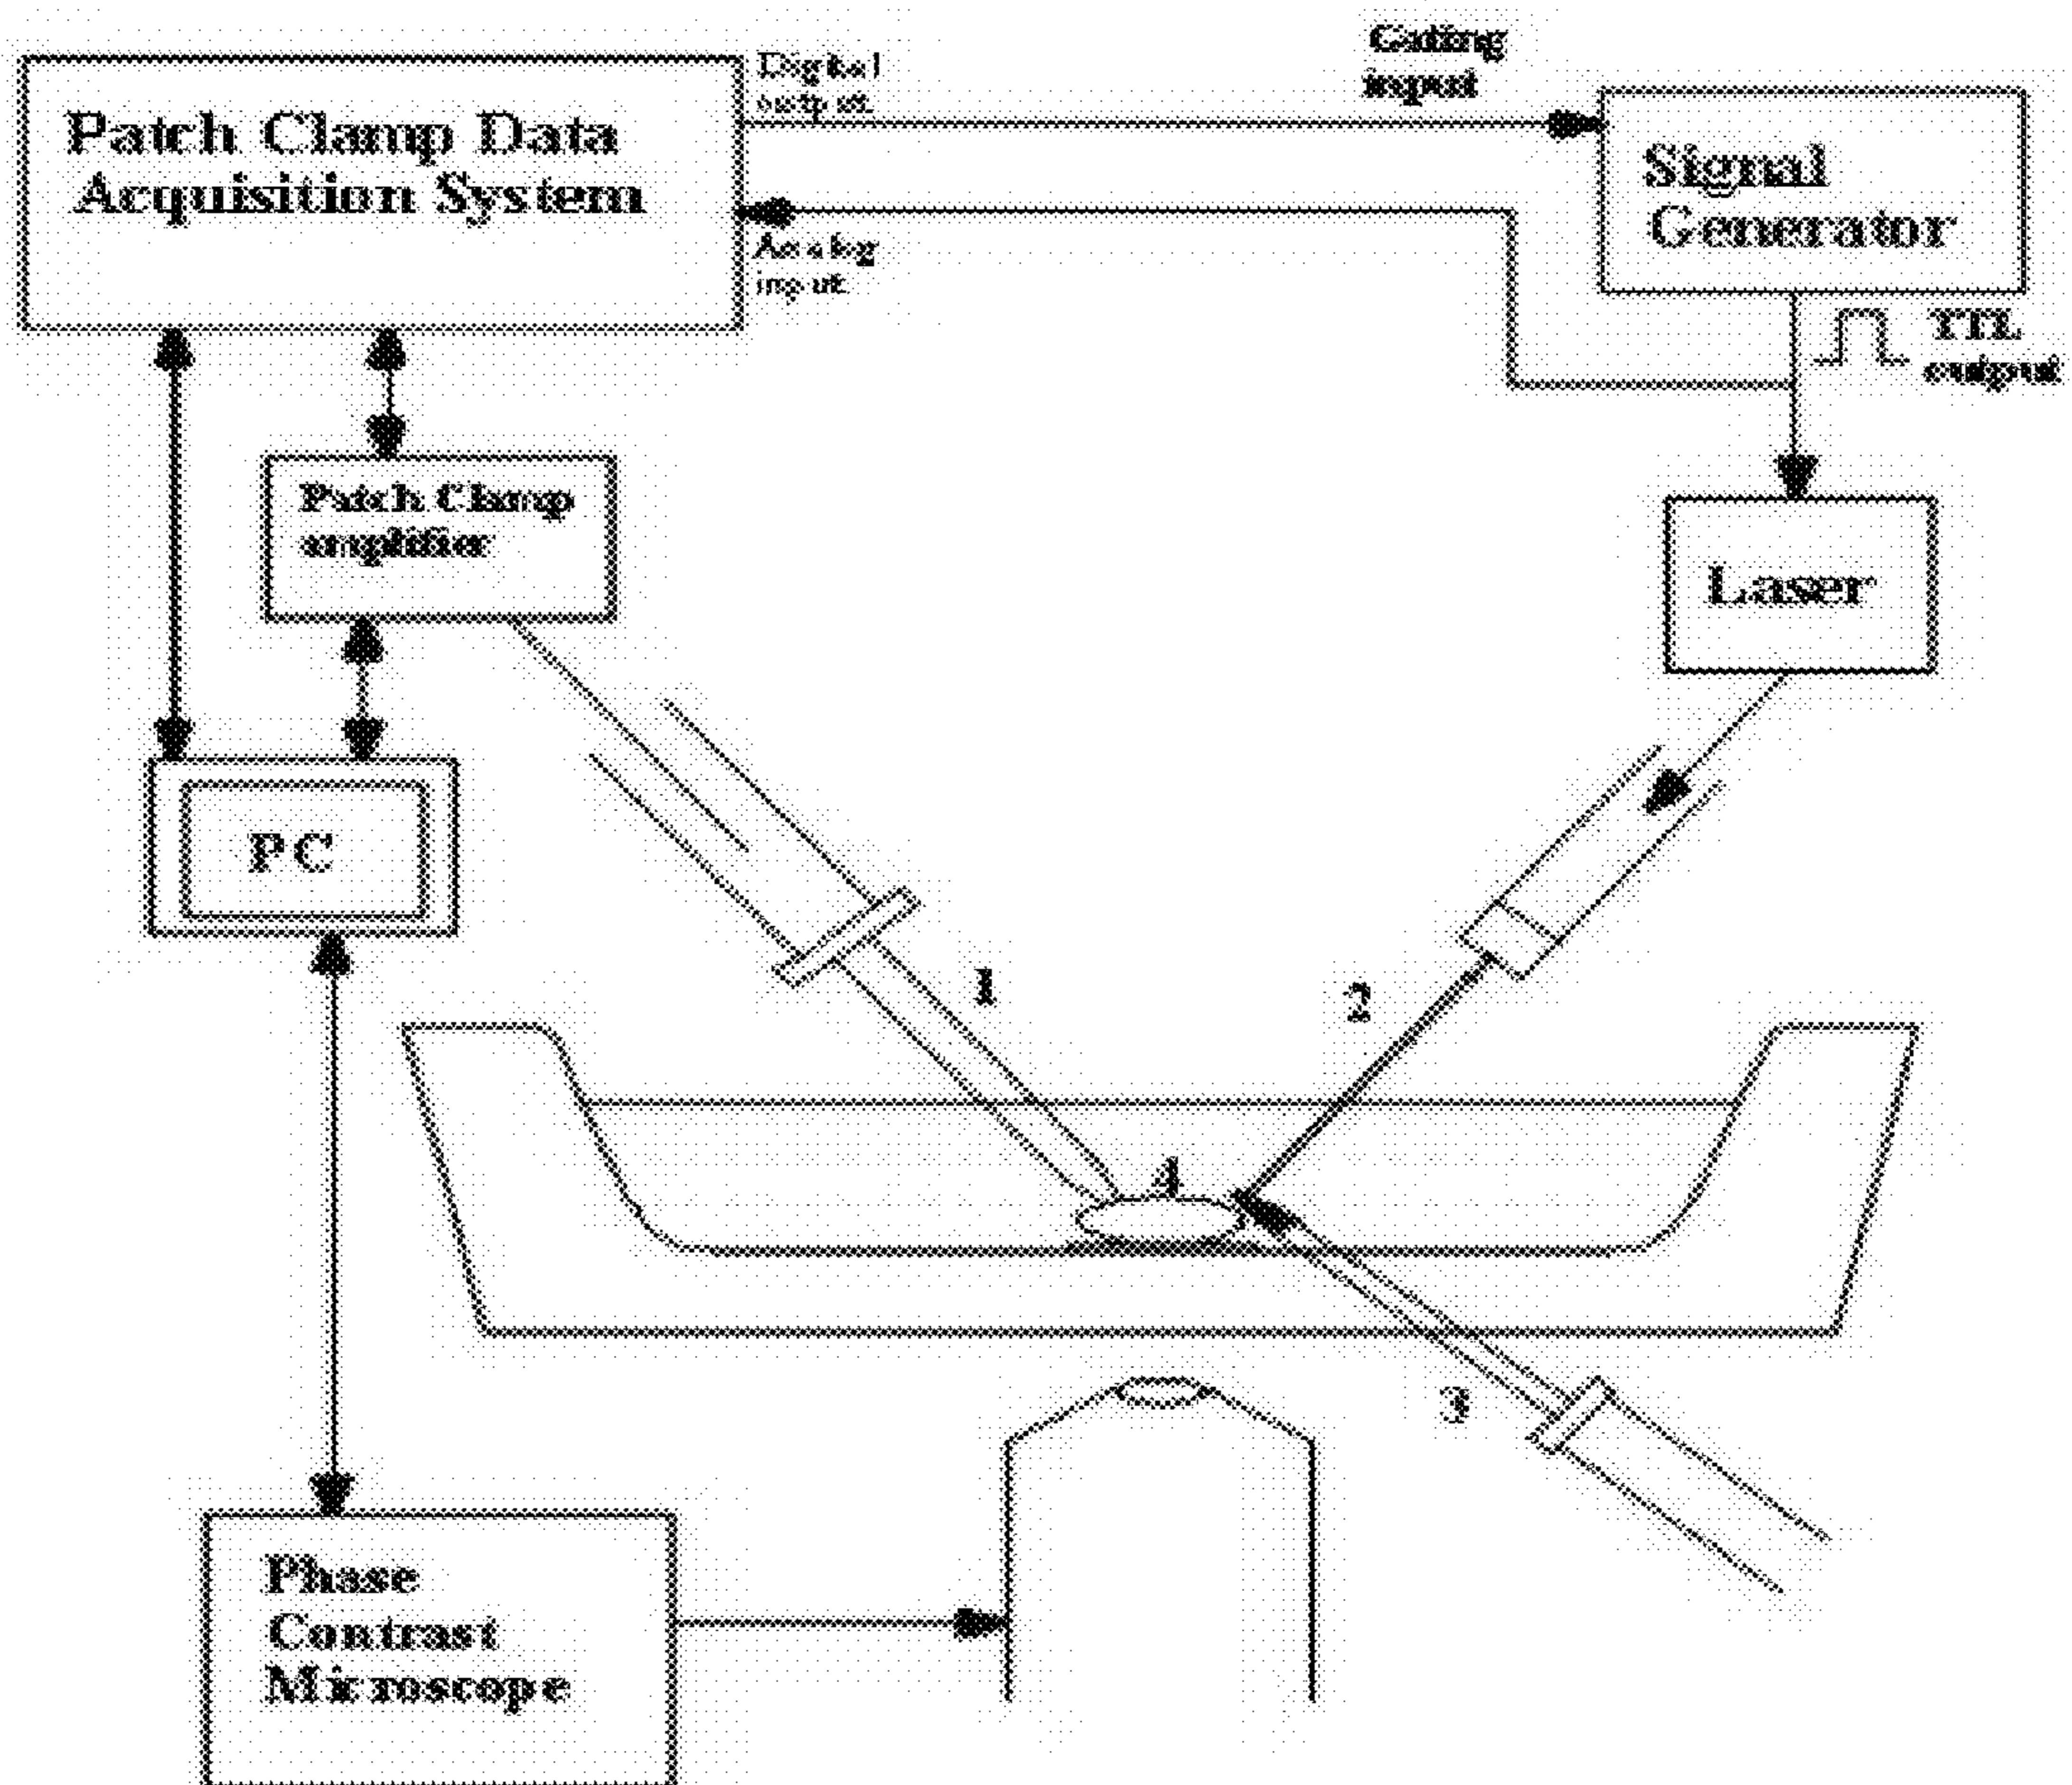 Digital
output
Gating
input
Patch Clamp Data
Acquisition System
Signal
Generator
Analog
input
TTL
output
Patch Clamp
amplifier
Laser
PC
1
2
4
3
Phase
Contrast
Microscope